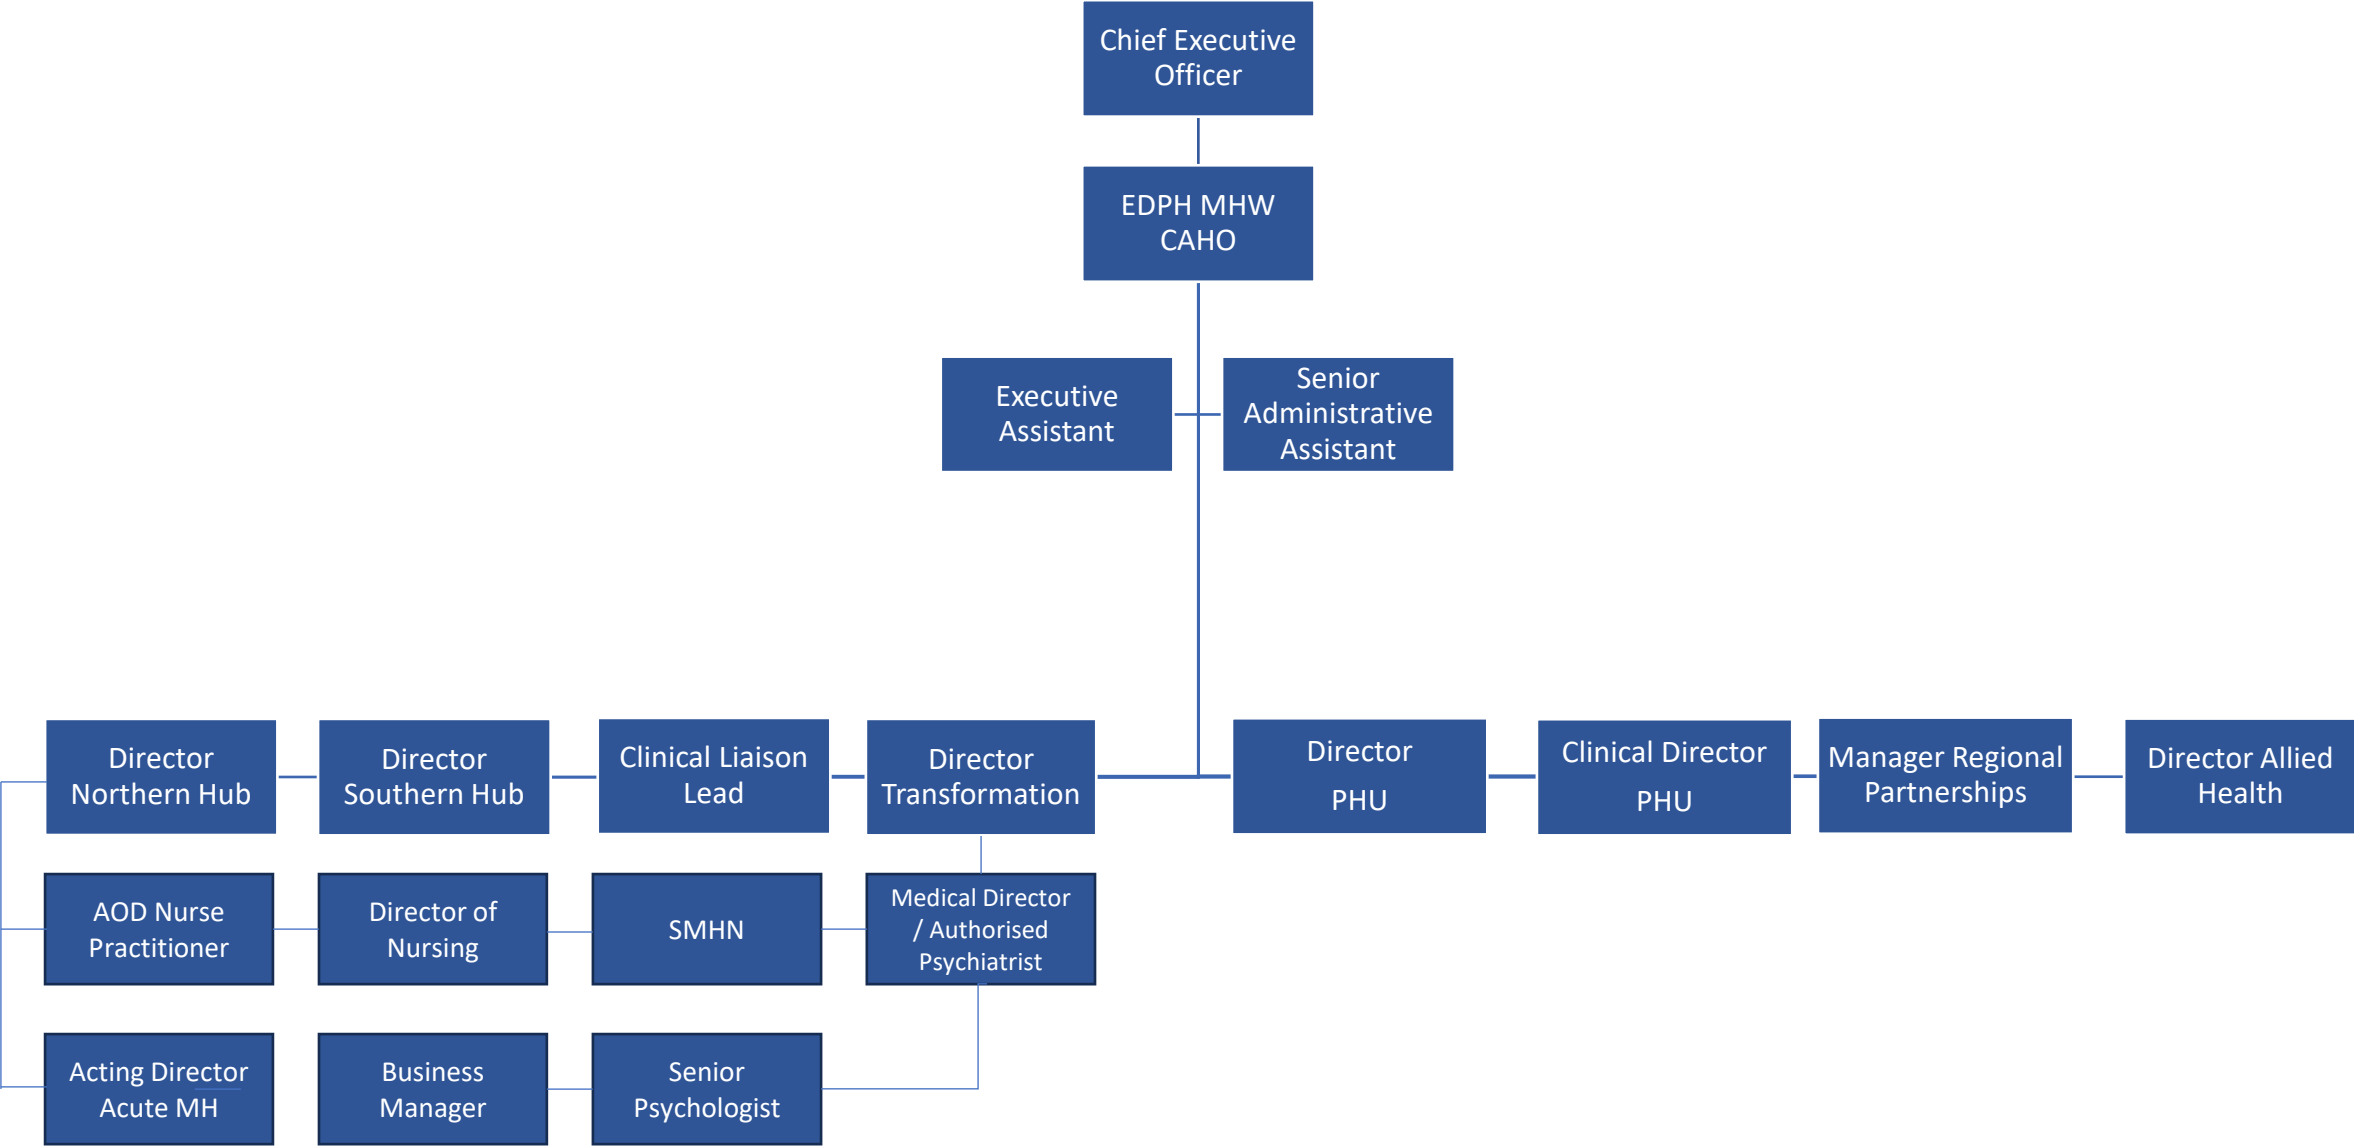 Chief Executive
Officer
EDPH MHW
CAHO
Executive
Assistant
Senior
Administrative
Assistant
Director
Northern Hub
Director
Southern Hub
Clinical Liaison
Lead
Director
Transformation
Director
PHU
Clinical Director
PHU
Manager Regional
Partnerships
Director Allied
Health
AOD Nurse
Practitioner
Director of
Nursing
SMHN
Medical Director
/ Authorised
Psychiatrist
Acting Director
Acute MH
Business
Manager
Senior
Psychologist